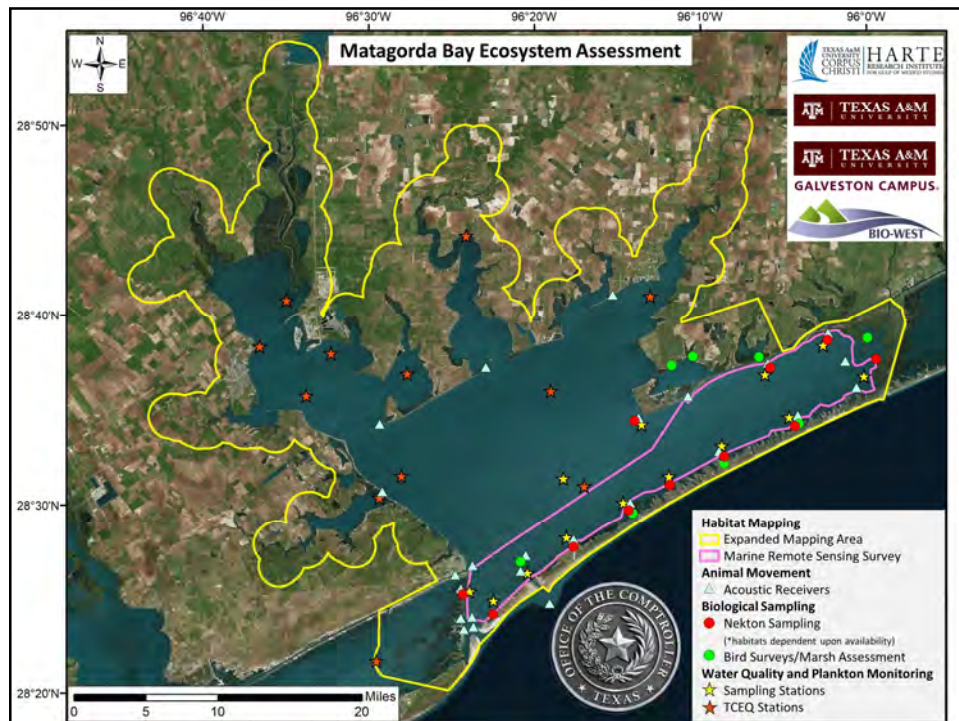 96°40'W 96°30'W 96°20'W 96°10'W 96°0'W
N
W E
S
Matagorda Bay Ecosystem Assessment
TEXAS A&M
UNIVERSITY
CORPUS
CHRISTI
HARTE
RESEARCH INSTITUTE
FOR GULF OF MEXICO STUDIES
28°50'N
ATM TEXAS A&M
UNIVERSITY
ATM TEXAS A&M
UNIVERSITY
GALVESTON CAMPUS®
BIO-WEST
28°40'N
28°30'N
28°20'N
Habitat Mapping
Expanded Mapping Area
Marine Remote Sensing Survey
Animal Movement
Acoustic Receivers
Biological Sampling
Nekton Sampling
(*habitats dependent upon availability)
Bird Surveys/Marsh Assessment
Water Quality and Plankton Monitoring
Sampling Stations
TCEQ Stations
OFFICE OF THE COMPTROLLER
TEXAS
Miles
0 5 10 20